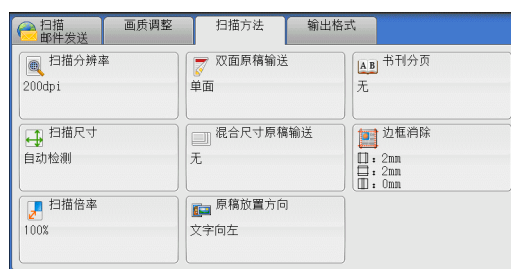 扫描
邮件发送
画质调整
扫描方法
输出格式
扫描分辨率
200dpi
双面原稿输送
单面
A B 书刊分页
无
扫描尺寸
自动检测
混合尺寸原稿输送
无
边框消除
: 2mm
: 2mm
: 0mm
扫描倍率
100%
原稿放置方向
文字向左